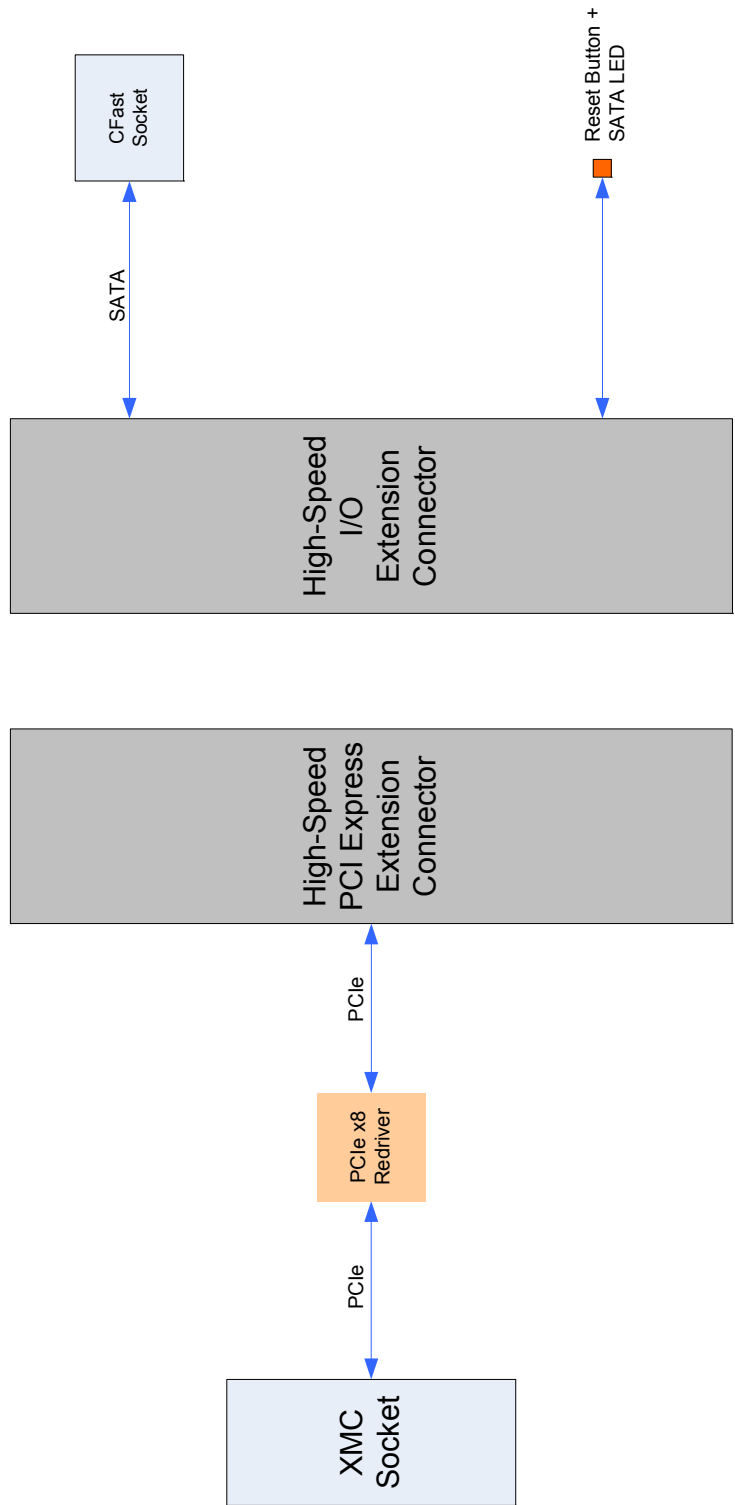 CFast
Socket
Reset Button +
SATA LED
SATA
High-Speed
I/O
Extension
Connector
High-Speed
PCI Express
Extension
Connector
PCIe
PCIe x8
Redriver
PCIe
XMC
Socket